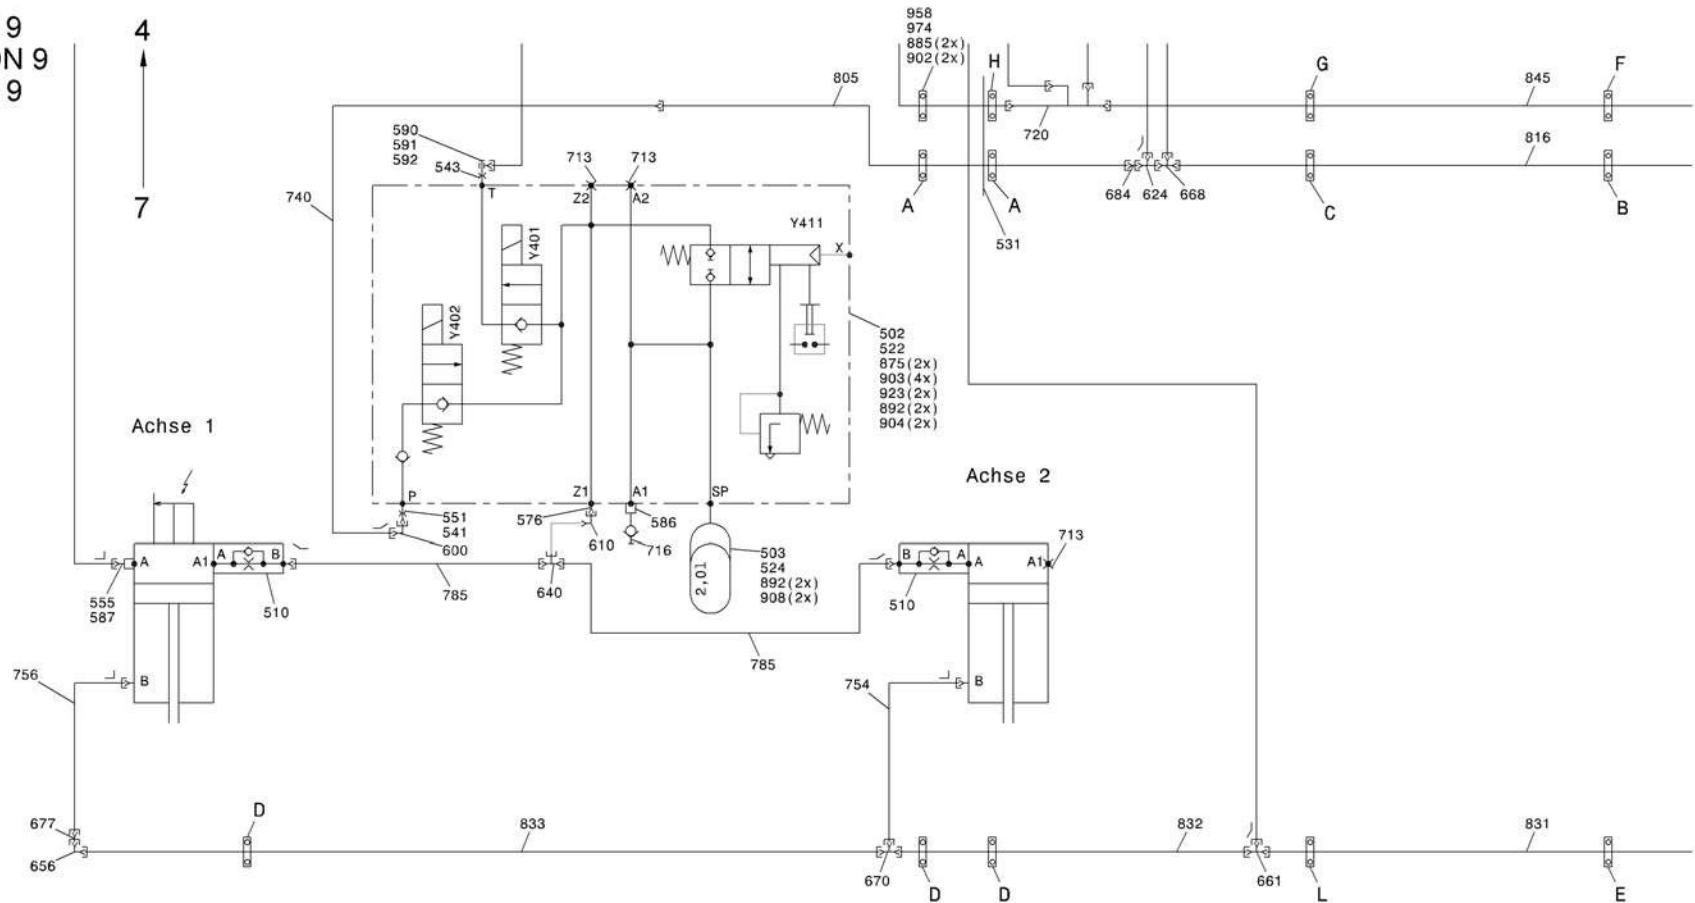 9
N 9
9
4
7
958
974
885(2x)
902(2x)
H
G
F
805
720
845
816
590
591
592
543
713
713
T
Z2
A2
740
Y401
Y411
X
Y402
A
A
531
684
624
668
C
B
502
522
875(2x)
903(4x)
923(2x)
892(2x)
904(2x)
Achse 1
Achse 2
P
Z1
A1
SP
551
541
600
576
610
586
716
503
524
892(2x)
908(2x)
2,0l
713
A
A1
A
B
B
A
A
A1
555
587
510
785
640
510
785
756
B
754
B
677
656
D
833
670
D
D
832
661
L
831
E